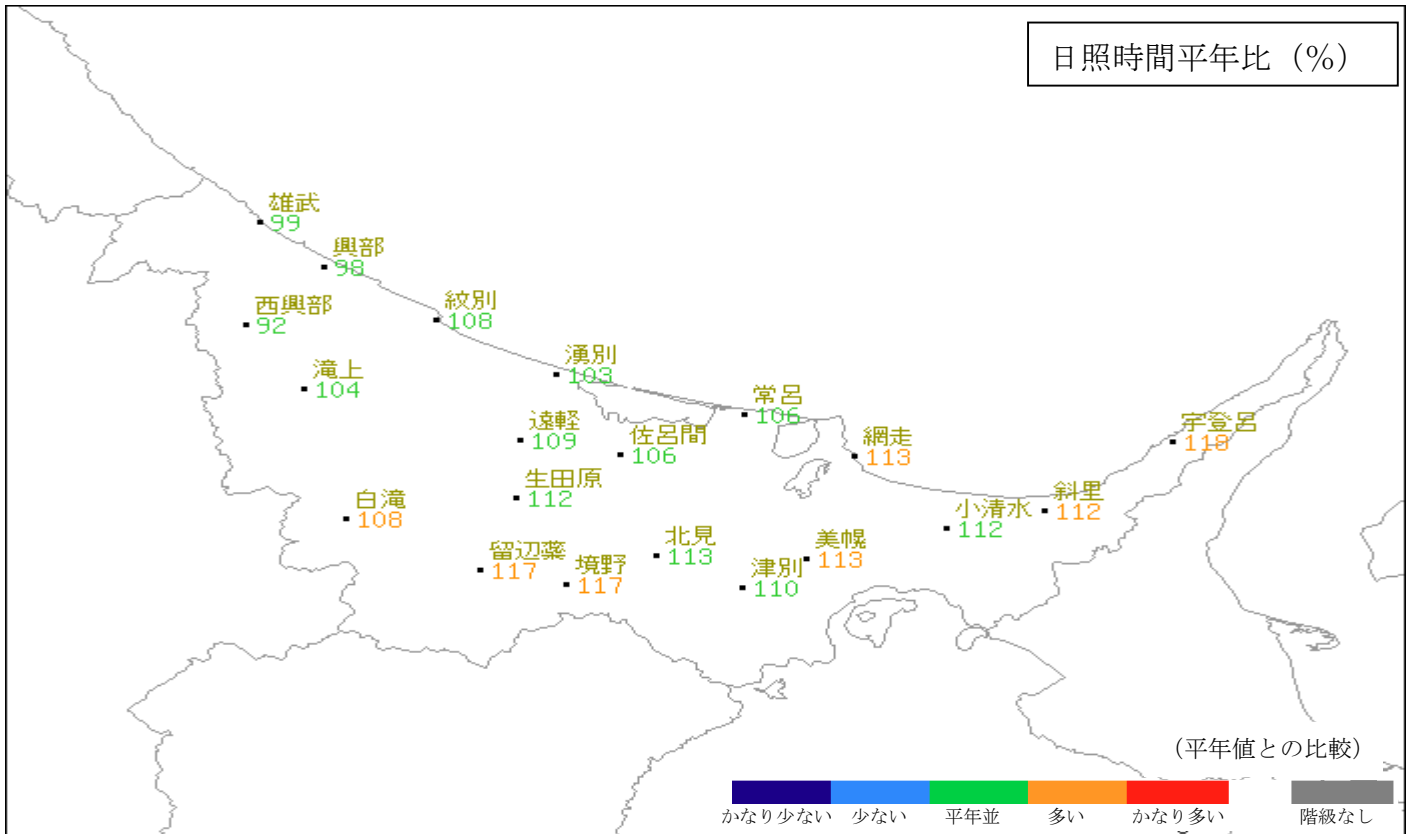 日照時間平年比（%）
雄武
99
興部
98
西興部
92
紋別
108
滝上
104
湧別
103
常呂
106
遠軽
109
佐呂間
106
網走
113
宇登呂
118
生田原
112
白滝
108
斜里
112
小清水
112
北見
113
美幌
113
留辺蘂
117
境野
117
津別
110
（平年値との比較）
かなり少ない 少ない 平年並 多い かなり多い 階級なし